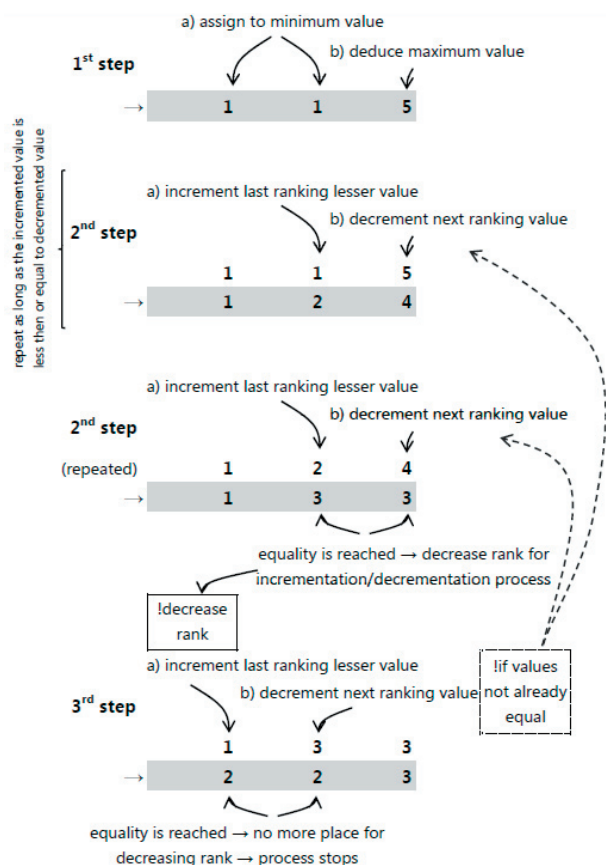 a) assign to minimum value
b) deduce maximum value
1st step
→ 1 1 5
repeat as long as the incremented value is
less then or equal to decremented value
a) increment last ranking lesser value
b) decrement next ranking value
2nd step
1 1 5
→ 1 2 4
a) increment last ranking lesser value
b) decrement next ranking value
2nd step
(repeated) 1 2 4
→ 1 3 3
equality is reached → decrease rank for
incrementation/decrementation process
!decrease
rank
a) increment last ranking lesser value
b) decrement next ranking value
!if values
not already
equal
3rd step
1 3 3
→ 2 2 3
equality is reached → no more place for
decreasing rank → process stops